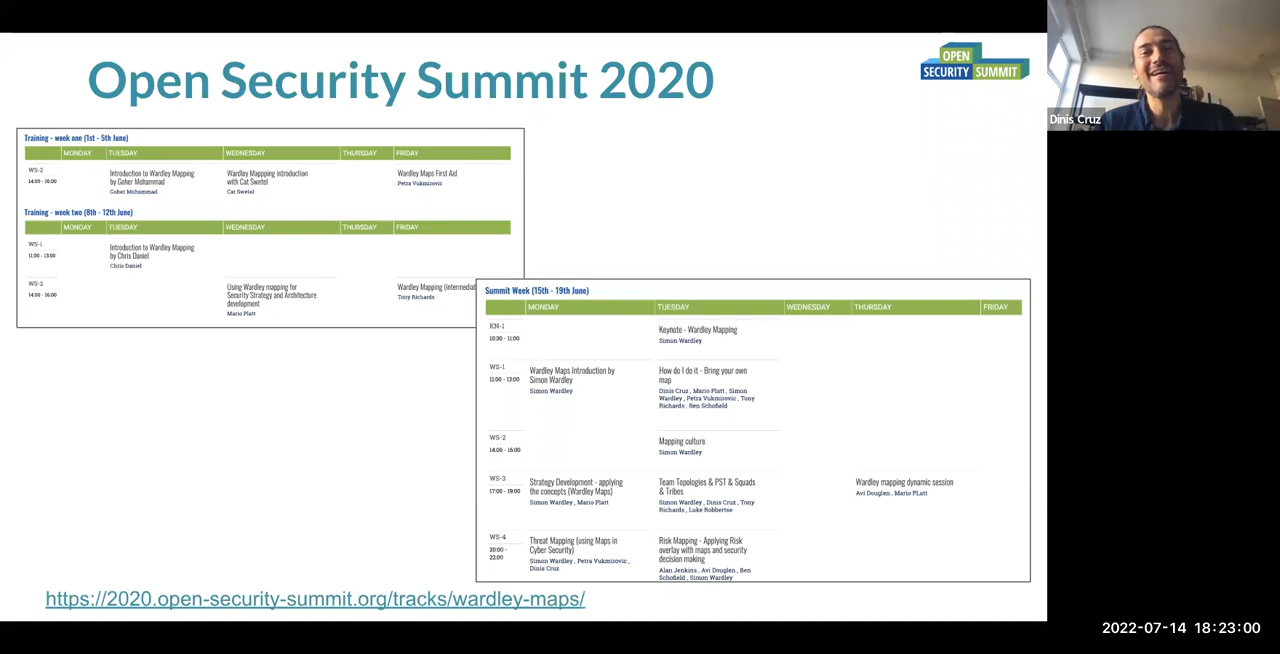 Open Security Summit 2020
OPEN
SECURITY SUMMIT
Dinis Cruz
Training - week one (1st - 5th June)
MONDAY TUESDAY WEDNESDAY THURSDAY FRIDAY
WS-2
14:00 - 16:00
Introduction to Wardley Mapping
by Goher Mohammad
Goher Mohammad
Wardley Mappping introduction
with Cat Swetel
Cat Swetel
Wardley Maps First Aid
Petra Vukmirovic
Training - week two (8th - 12th June)
MONDAY TUESDAY WEDNESDAY THURSDAY FRIDAY
WS-1
11:00 - 13:00
Introduction to Wardley Mapping
by Chris Daniel
Chris Daniel
WS-2
14:00 - 16:00
Using Wardley mapping for
Security Strategy and Architecture
development
Mario Platt
Wardley Mapping (intermediat
Tony Richards
Summit Week (15th - 19th June)
MONDAY TUESDAY WEDNESDAY THURSDAY FRIDAY
KN-1
10:30 - 11:00
Keynote - Wardley Mapping
Simon Wardley
WS-1
11:00 - 13:00
Wardley Maps Introduction by
Simon Wardley
Simon Wardley
How do I do it - Bring your own
map
Dinis Cruz , Mario Platt , Simon
Wardley , Petra Vukmirovic , Tony
Richards , Ben Schofield
WS-2
14:00 - 16:00
Mapping culture
Simon Wardley
WS-3
17:00 - 19:00
Strategy Development - applying
the concepts (Wardley Maps)
Simon Wardley , Mario Platt
Team Topologies & PST & Squads
& Tribes
Simon Wardley , Dinis Cruz , Tony
Richards , Luke Robbertse
Wardley mapping dynamic session
Avi Douglen , Mario PLatt
WS-4
20:00 -
22:00
Threat Mapping (using Maps in
Cyber Security)
Simon Wardley , Petra Vukmirovic ,
Dinis Cruz
Risk Mapping - Applying Risk
overlay with maps and security
decision making
Alan Jenkins , Avi Douglen , Ben
Schofield , Simon Wardley
https://2020.open-security-summit.org/tracks/wardley-maps/
2022-07-14 18:23:00